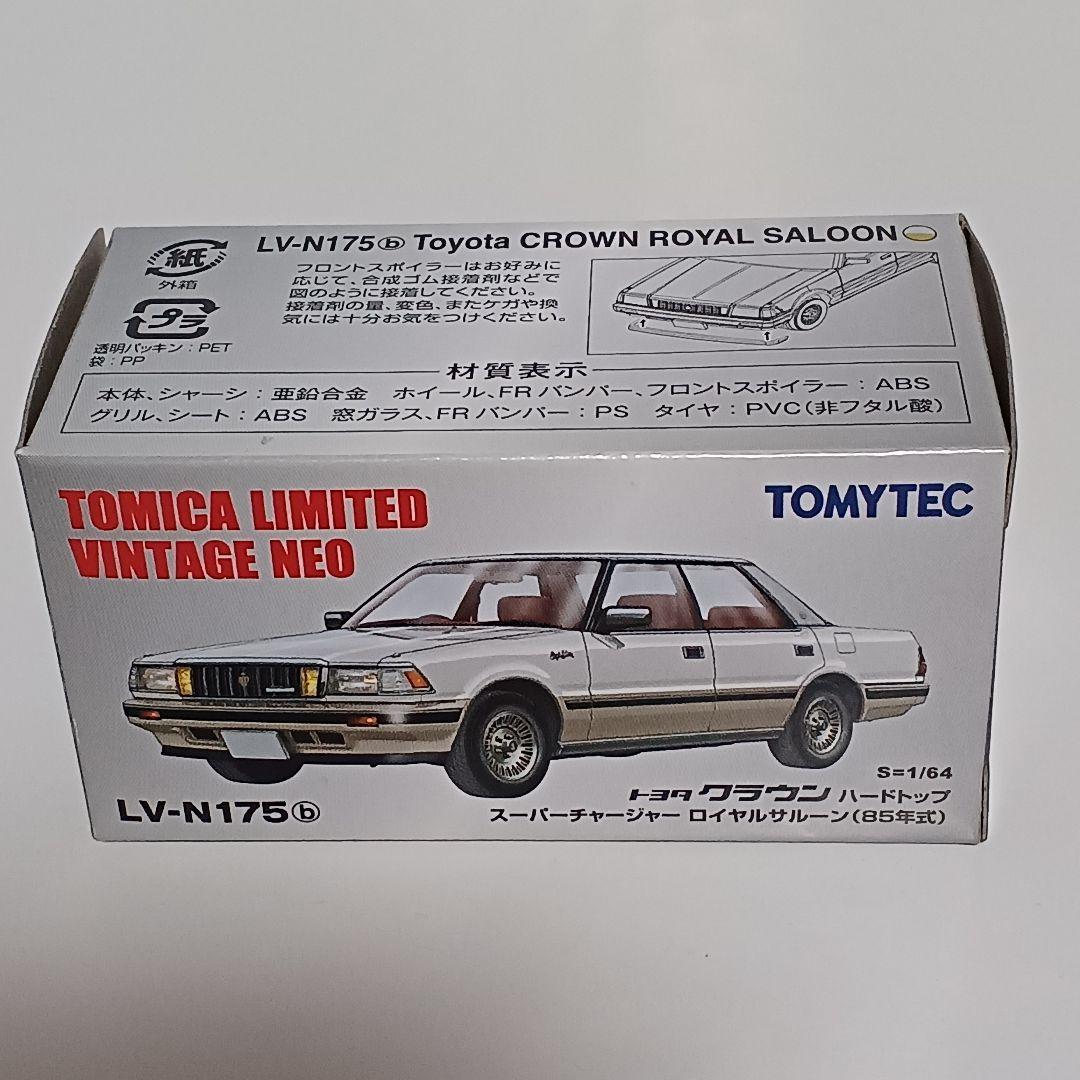 LV-N175ⓑ Toyota CROWN ROYAL SALOON
紙
外箱
プラ
透明パッキン：PET
袋：PP
フロントスポイラーはお好みに
応じて、合成ゴム接着剤などで
図のように接着してください。
接着剤の量、変色、またケガや換
気には十分お気をつけください。
材質表示
本体、シャーシ：亜鉛合金 ホイール、FRバンパー、フロントスポイラー：ABS
グリル、シート：ABS 窓ガラス、FRバンパー：PS タイヤ：PVC(非フタル酸)
TOMICA LIMITED
VINTAGE NEO
TOMYTEC
S=1/64
LV-N175ⓑ
トヨタ クラウン ハードトップ
スーパーチャージャー ロイヤルサルーン(85年式)